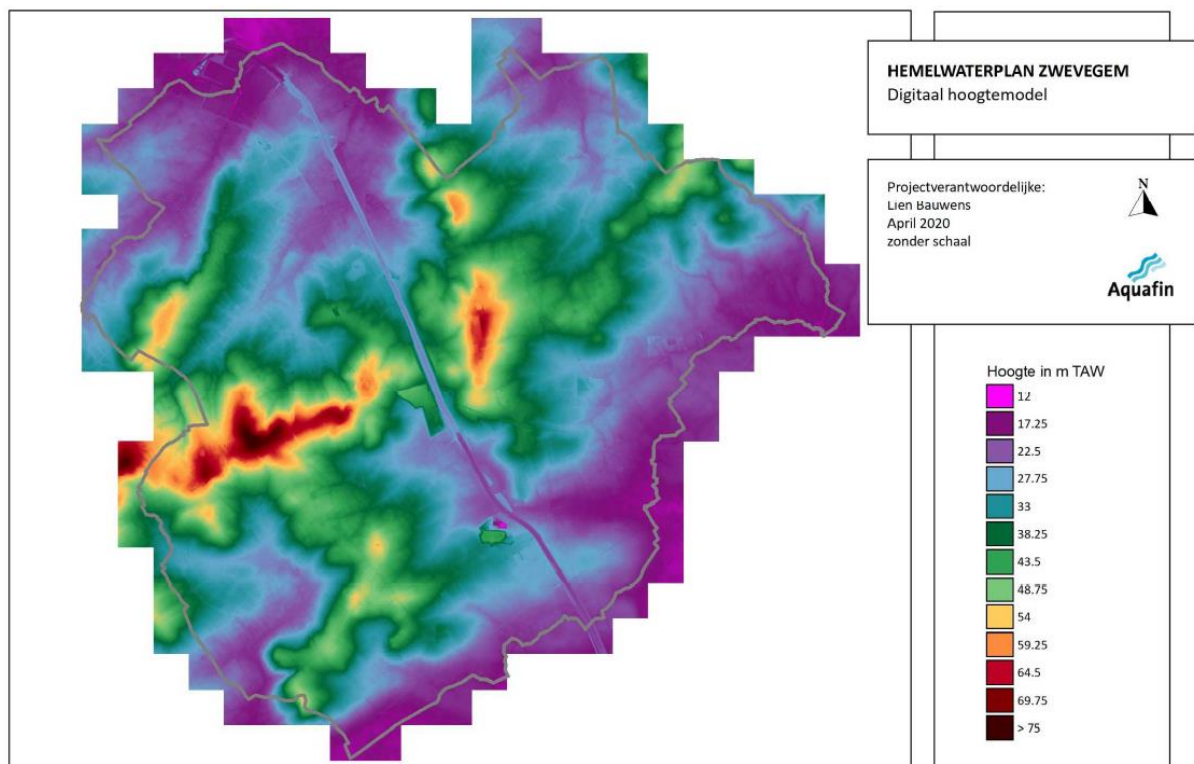 HEMELWATERPLAN ZWEVEGEM
Digitaal hoogtemodel
Projectverantwoordelijke:
Lien Bauwens
April 2020
zonder schaal
N
Aquafin
Hoogte in m TAW
12
17.25
22.5
27.75
33
38.25
43.5
48.75
54
59.25
64.5
69.75
> 75